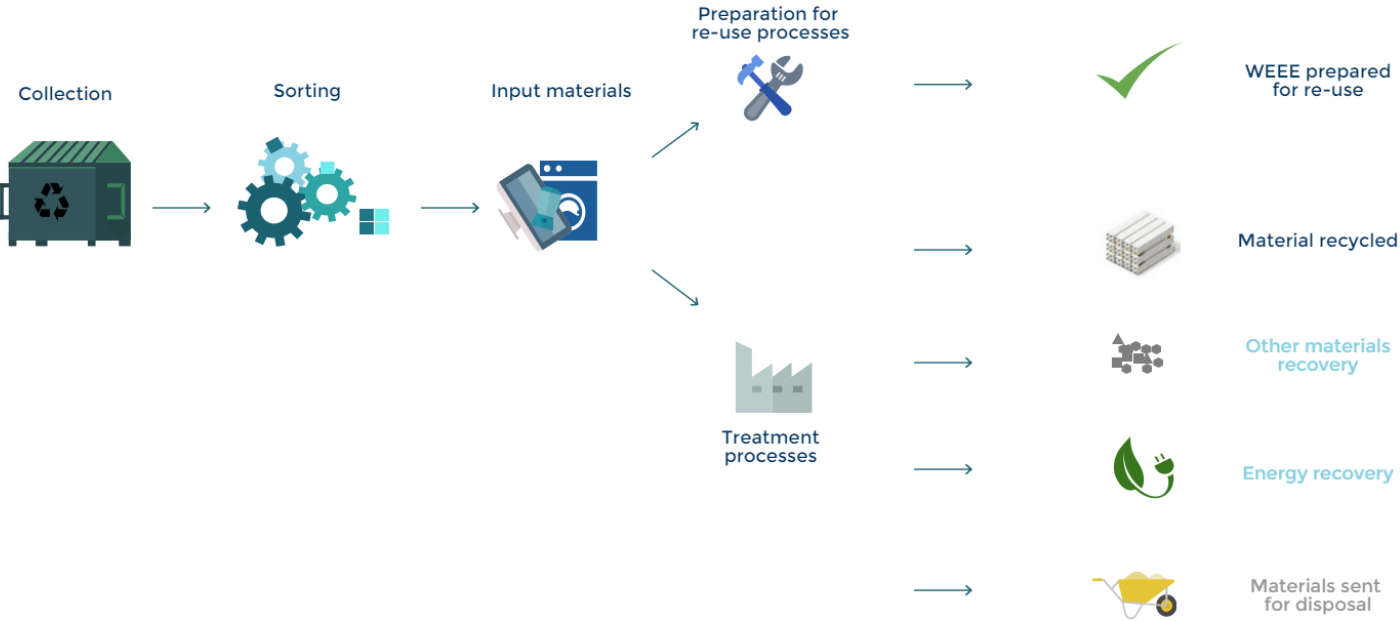 Collection
Sorting
Input materials
Preparation for
re-use processes
WEEE prepared
for re-use
Material recycled
Other materials
recovery
Treatment
processes
Energy recovery
Materials sent
for disposal